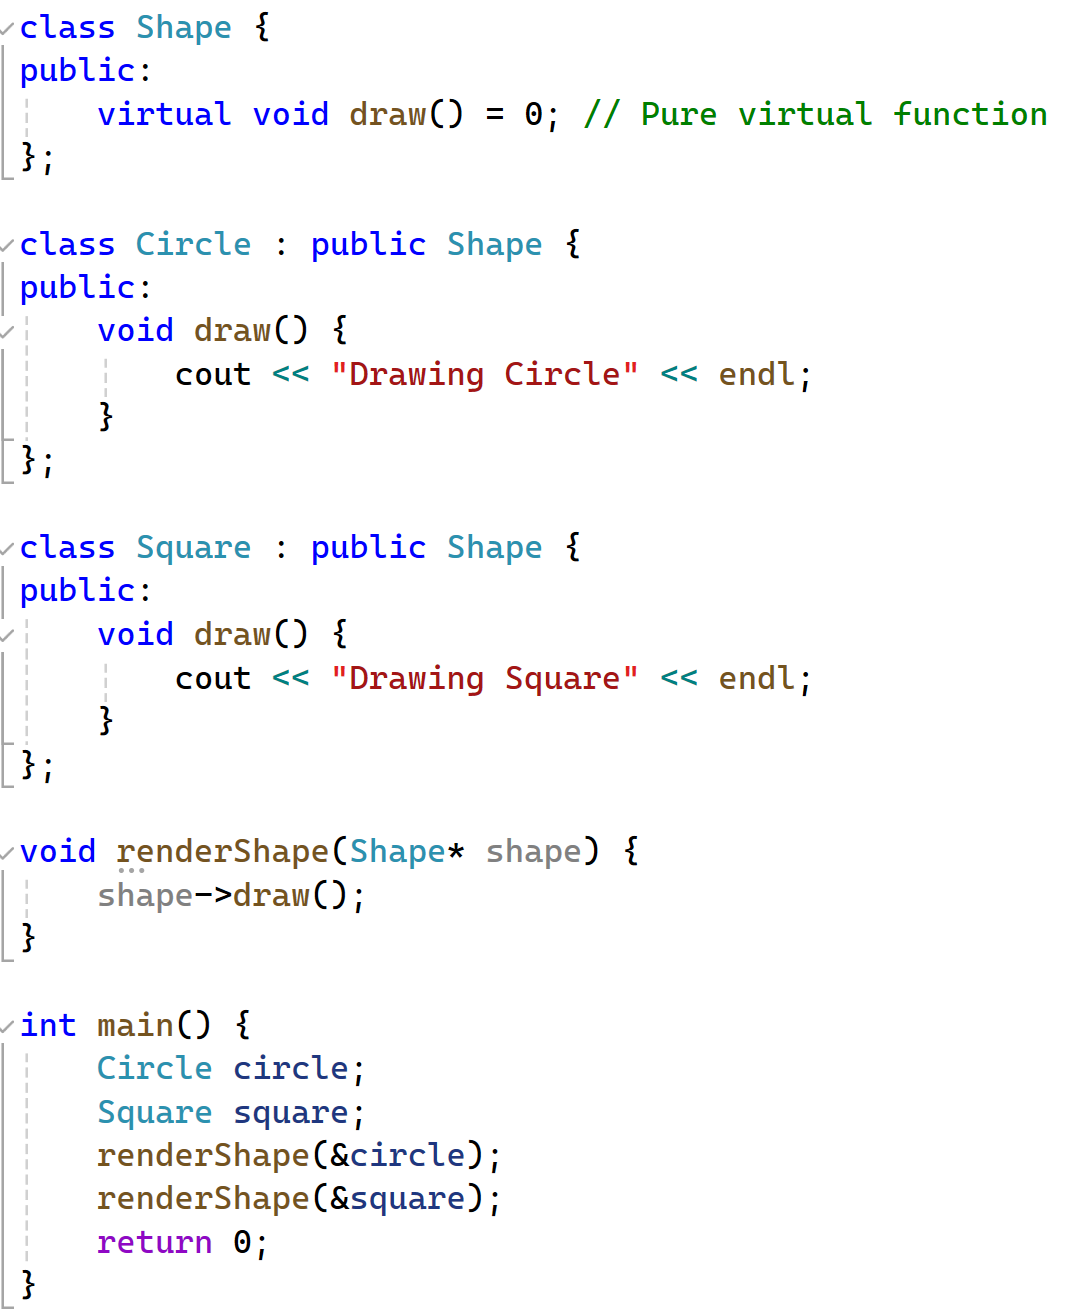 class Shape {
public:
    virtual void draw() = 0; // Pure virtual function
};

class Circle : public Shape {
public:
    void draw() {
        cout << "Drawing Circle" << endl;
    }
};

class Square : public Shape {
public:
    void draw() {
        cout << "Drawing Square" << endl;
    }
};

void renderShape(Shape* shape) {
    shape->draw();
}

int main() {
    Circle circle;
    Square square;
    renderShape(&circle);
    renderShape(&square);
    return 0;
}